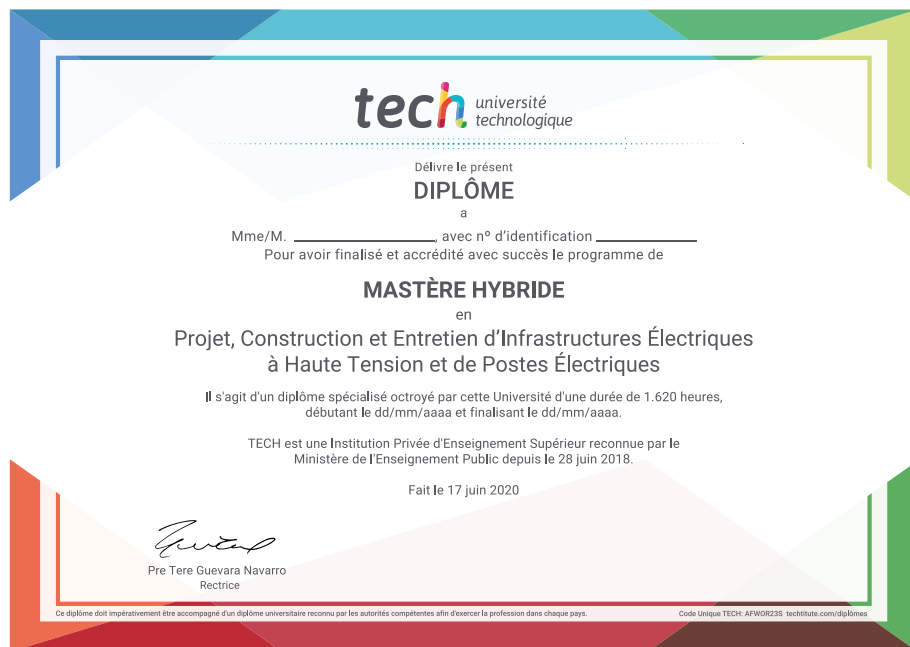 tech université
technologique
Délivre le présent
DIPLÔME
a
Mme/M. ____________, avec nº d'identification ____________
Pour avoir finalisé et accrédité avec succès le programme de
MASTÈRE HYBRIDE
en
Projet, Construction et Entretien d'Infrastructures Électriques
à Haute Tension et de Postes Électriques
Il s'agit d'un diplôme spécialisé octroyé par cette Université d'une durée de 1.620 heures,
débutant le dd/mm/aaaa et finalisant le dd/mm/aaaa.
TECH est une Institution Privée d'Enseignement Supérieur reconnue par le
Ministère de l'Enseignement Public depuis le 28 juin 2018.
Fait le 17 juin 2020
Pre Tere Guevara Navarro
Rectrice
Ce diplôme doit impérativement être accompagné d'un diplôme universitaire reconnu par les autorités compétentes afin d'exercer la profession dans chaque pays. Code Unique TECH: AFWOR23S techtitute.com/diplômes